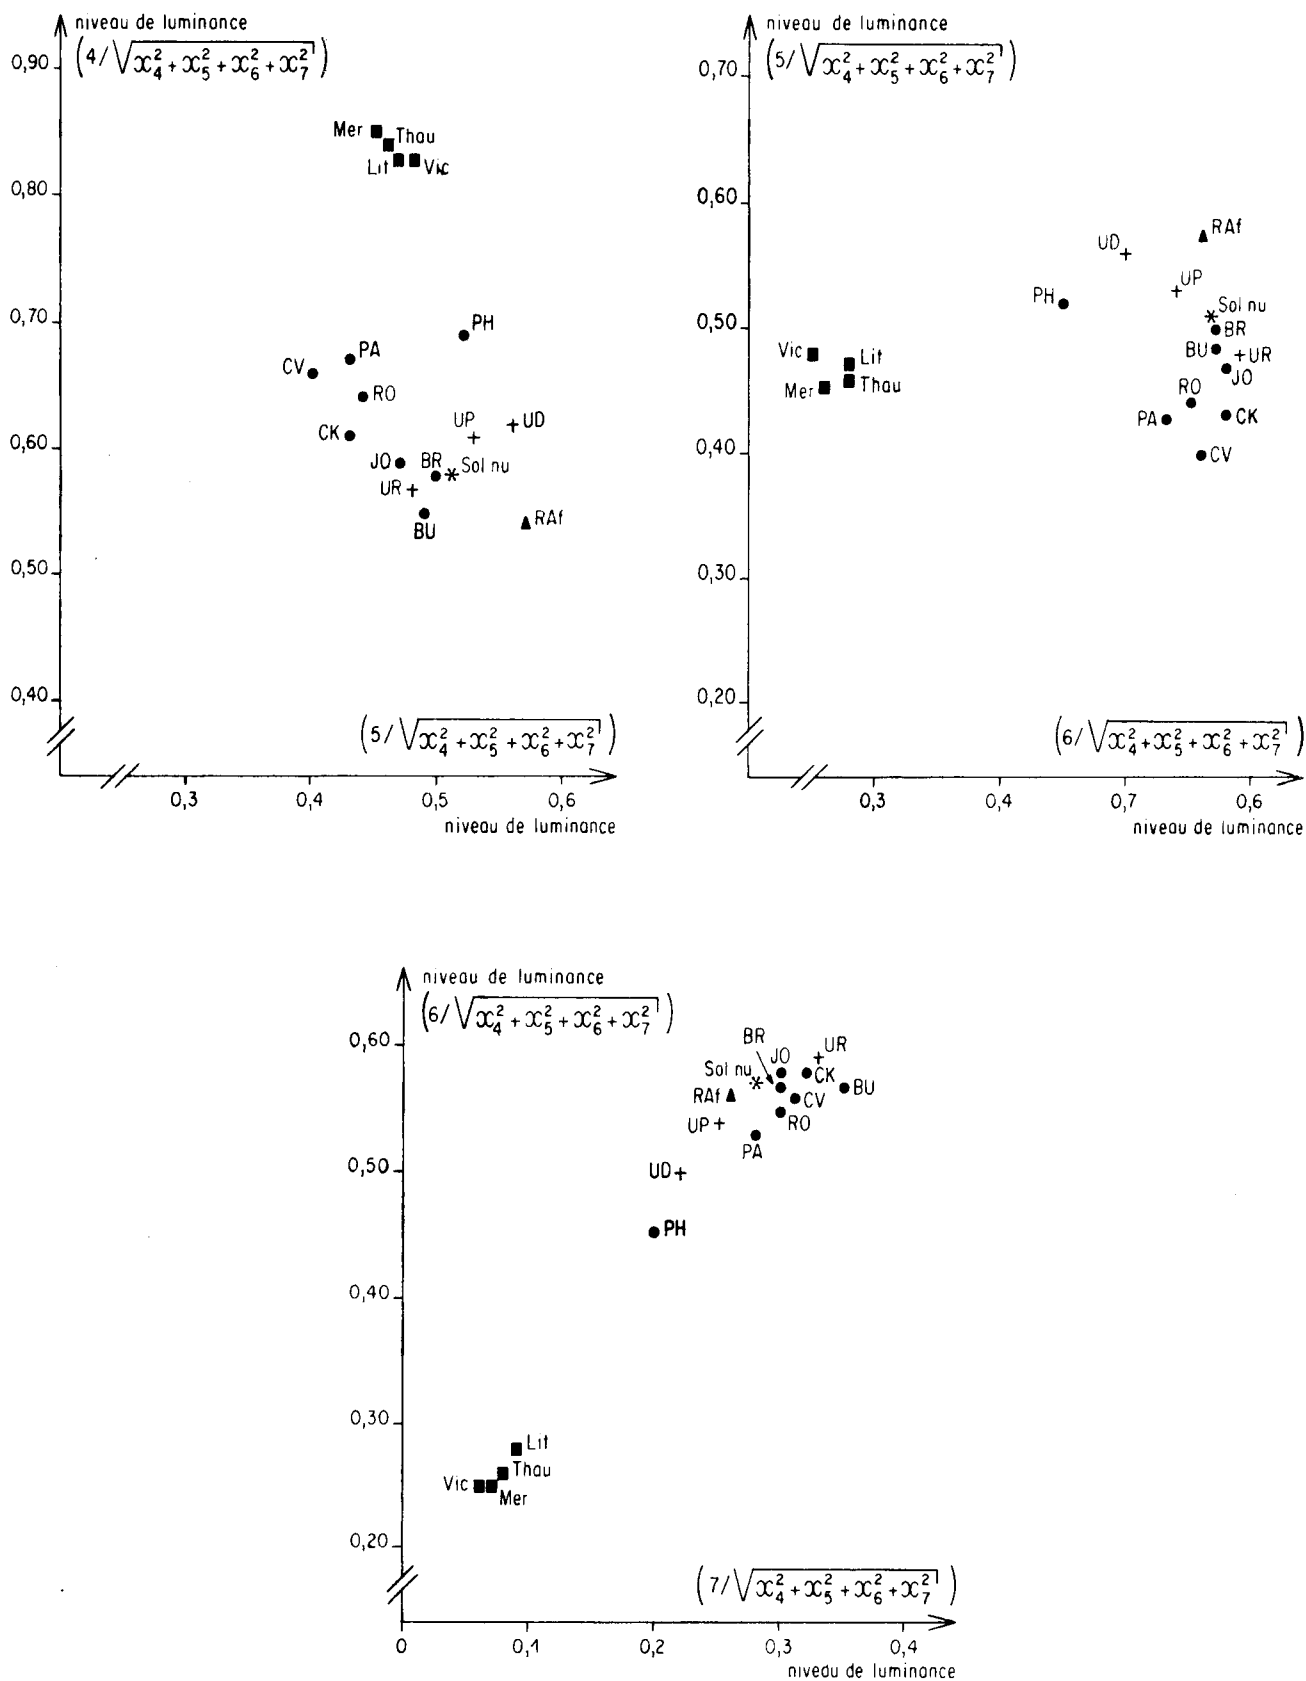 niveau de luminance
(4/√x₄²+x₅²+x₆²+x₇²)
0,90
0,80
0,70
0,60
0,50
0,40
Mer
Thau
Lit
Vic
PH
PA
CV
RO
CK
UP
UD
JO
BR
Sol nu
UR
BU
RAf
(5/√x₄²+x₅²+x₆²+x₇²)
0,3
0,4
0,5
0,6
niveau de luminance
niveau de luminance
(5/√x₄²+x₅²+x₆²+x₇²)
0,70
0,60
0,50
0,40
0,30
0,20
RAf
UD
UP
PH
Sol nu
BR
Vic
Lit
BU
UR
Mer
Thau
JO
RO
PA
CK
CV
(6/√x₄²+x₅²+x₆²+x₇²)
0,3
0,4
0,7
0,6
niveau de luminance
niveau de luminance
(6/√x₄²+x₅²+x₆²+x₇²)
0,60
0,50
0,40
0,30
0,20
BR
JO
UR
Sol nu
CK
BU
RAf
CV
UP
RO
PA
UD
PH
Lit
Thau
Vic
Mer
(7/√x₄²+x₅²+x₆²+x₇²)
0
0,1
0,2
0,3
0,4
niveau de luminance